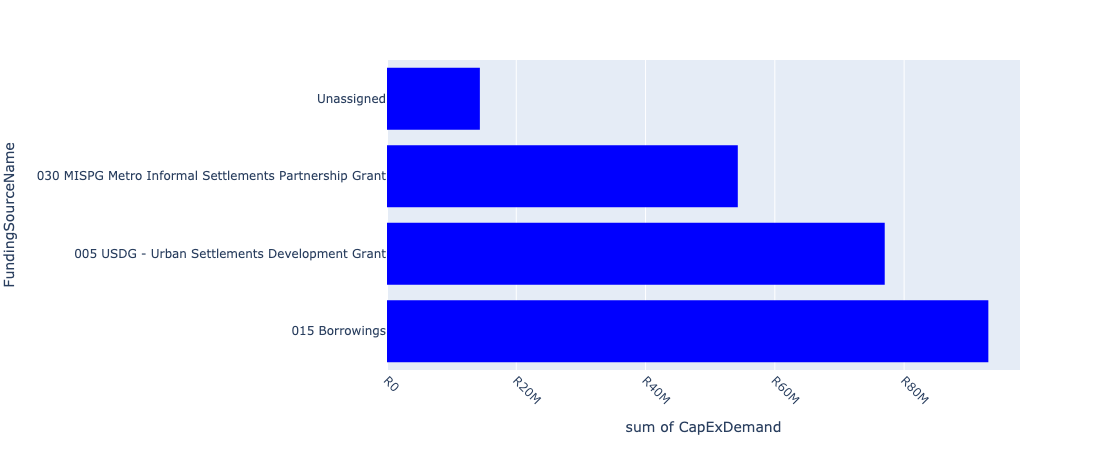 Unassigned
030 MISPG Metro Informal Settlements Partnership Grant
005 USDG - Urban Settlements Development Grant
015 Borrowings
FundingSourceName
R0
R20M
R40M
R60M
R80M
sum of CapExDemand